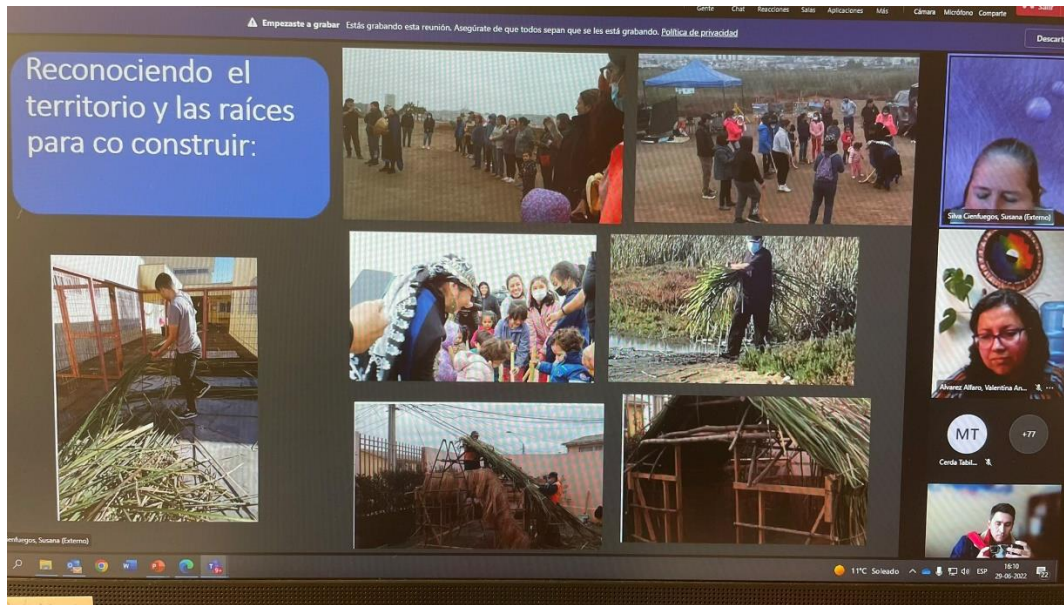 Gente Chat Reacciones Salas Aplicaciones Más Cámara Micrófono Comparte
Empezaste a grabar Estás grabando esta reunión. Asegúrate de que todos sepan que se les está grabando. Política de privacidad
Descart
Reconociendo el
territorio y las raíces
para co construir:
Silva Cienfuegos, Susana (Externo)
Alvarez Alfaro, Valentina An...
MT
+77
Cerda Tabil...
enfuegos, Susana (Externo)
11°C Soleado
ESP
16:10
29-06-2022
22